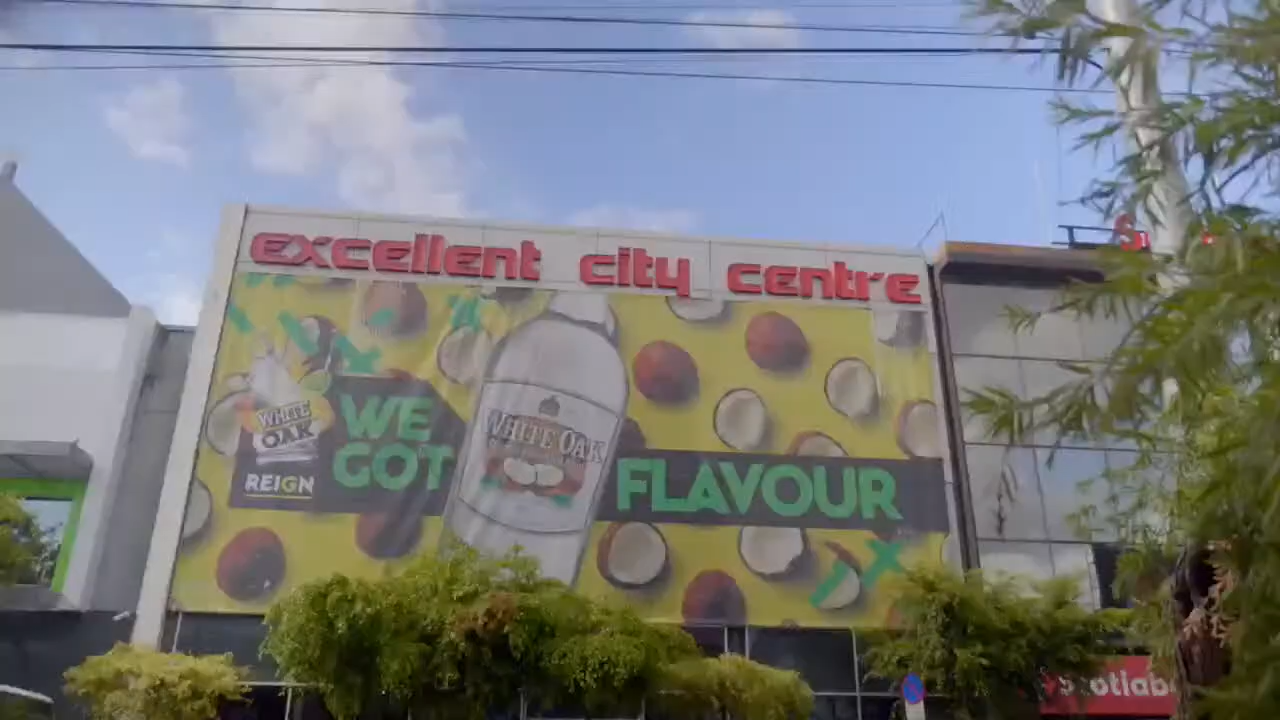 excellent city centre
WE GOT
FLAVOUR
WHITE OAK
REIGN
WHITE OAK